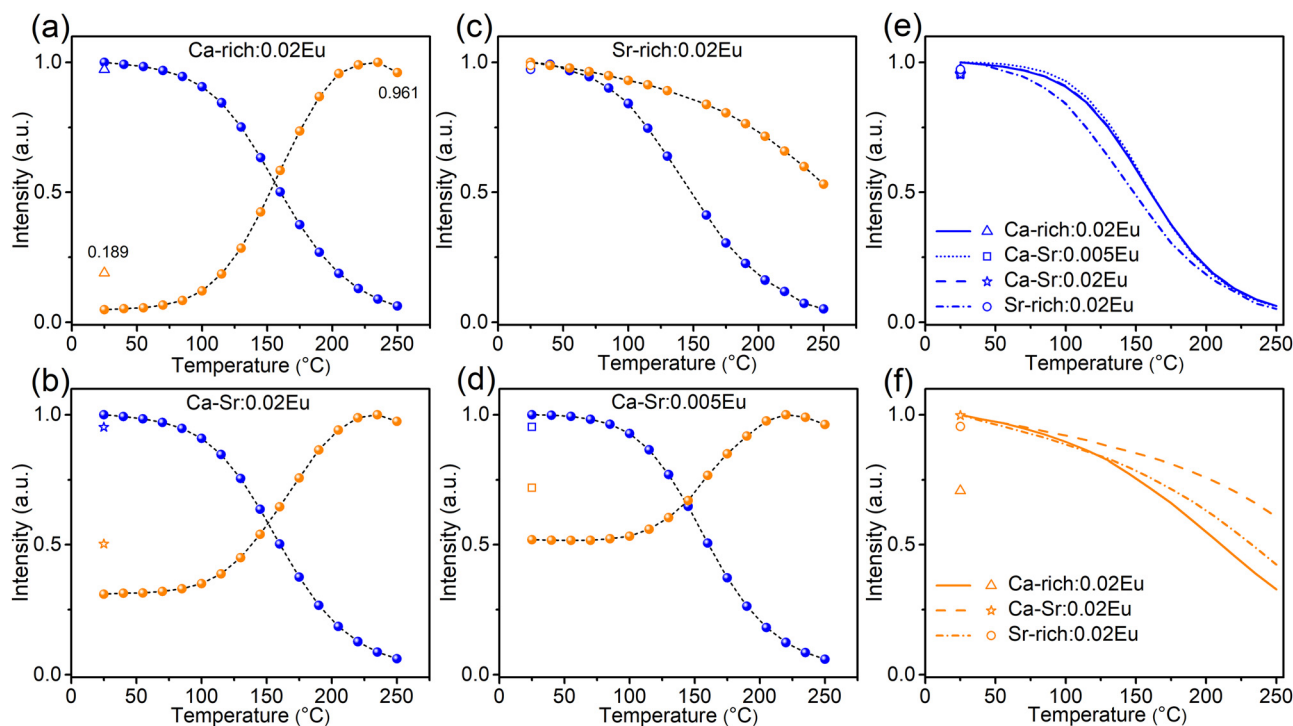 (a)
Ca-rich:0.02Eu
1.0
0.5
0.0
0.961
0.189
Intensity (a.u.)
0 50 100 150 200 250
Temperature (°C)
(c)
Sr-rich:0.02Eu
1.0
0.5
0.0
Intensity (a.u.)
0 50 100 150 200 250
Temperature (°C)
(e)
1.0
0.5
0.0
Intensity (a.u.)
Ca-rich:0.02Eu
Ca-Sr:0.005Eu
Ca-Sr:0.02Eu
Sr-rich:0.02Eu
0 50 100 150 200 250
Temperature (°C)
(b)
Ca-Sr:0.02Eu
1.0
0.5
0.0
Intensity (a.u.)
0 50 100 150 200 250
Temperature (°C)
(d)
Ca-Sr:0.005Eu
1.0
0.5
0.0
Intensity (a.u.)
0 50 100 150 200 250
Temperature (°C)
(f)
1.0
0.5
0.0
Intensity (a.u.)
Ca-rich:0.02Eu
Ca-Sr:0.02Eu
Sr-rich:0.02Eu
0 50 100 150 200 250
Temperature (°C)